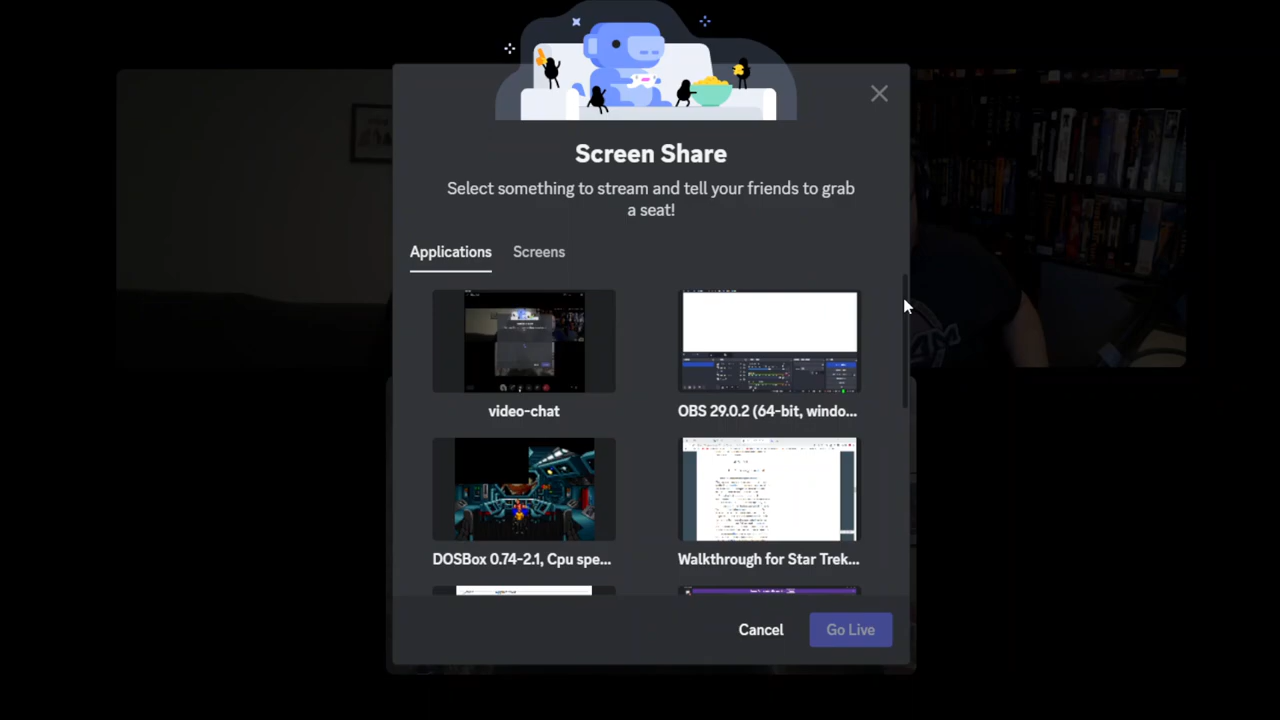 Screen Share
Select something to stream and tell your friends to grab
a seat!
Applications Screens
video-chat
OBS 29.0.2 (64-bit, windo...
DOSBox 0.74-2.1, Cpu spe...
Walkthrough for Star Trek...
Cancel
Go Live